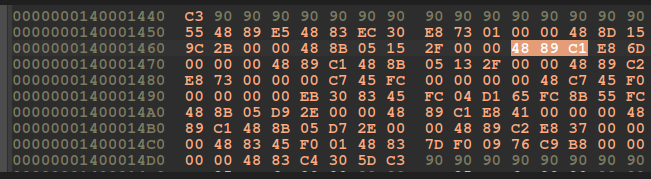 0000000140001440 C3 90 90 90 90 90 90 90 90 90 90 90 90 90 90 90
0000000140001450 55 48 89 E5 48 83 EC 30 E8 73 01 00 00 48 8D 15
0000000140001460 9C 2B 00 00 48 8B 05 15 2F 00 00 48 89 C1 E8 6D
0000000140001470 00 00 00 48 89 C1 48 8B 05 13 2F 00 00 48 89 C2
0000000140001480 E8 73 00 00 00 C7 45 FC 00 00 00 00 48 C7 45 F0
0000000140001490 00 00 00 00 EB 30 83 45 FC 04 D1 65 FC 8B 55 FC
00000001400014A0 48 8B 05 D9 2E 00 00 48 89 C1 E8 41 00 00 00 48
00000001400014B0 89 C1 48 8B 05 D7 2E 00 00 48 89 C2 E8 37 00 00
00000001400014C0 00 48 83 45 F0 01 48 83 7D F0 09 76 C9 B8 00 00
00000001400014D0 00 00 48 83 C4 30 5D C3 90 90 90 90 90 90 90 90